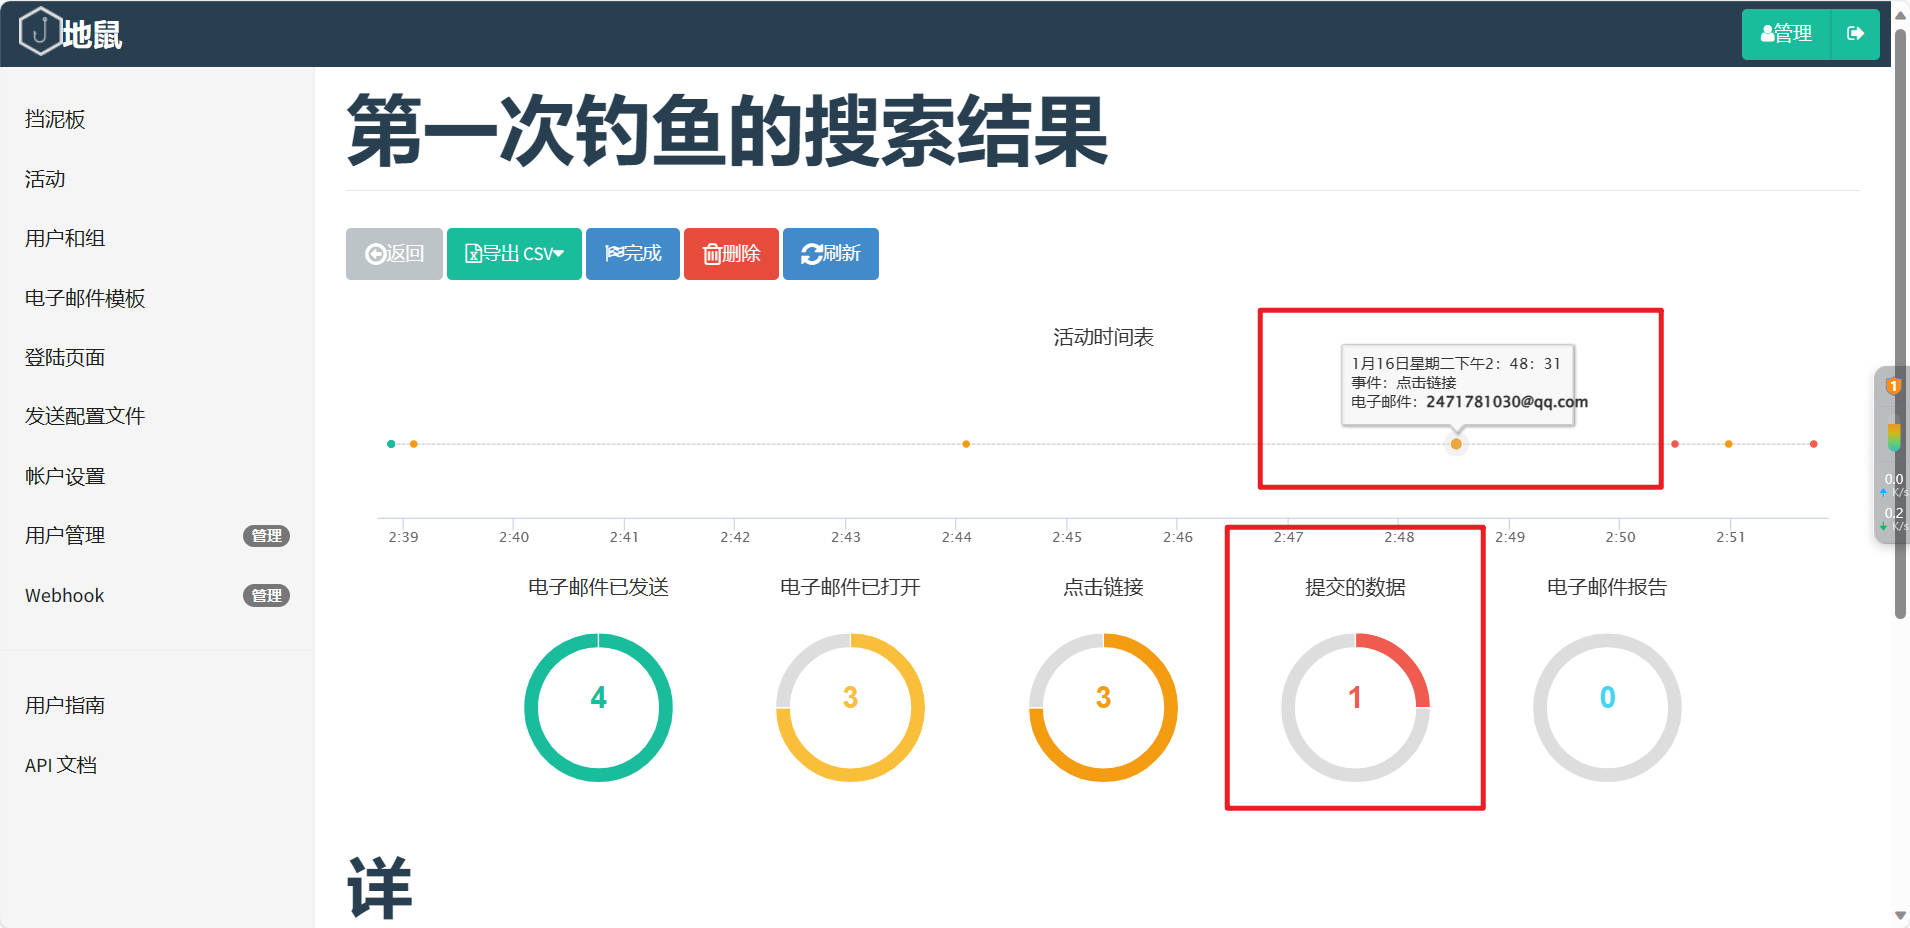 地鼠
管理
挡泥板
活动
用户和组
电子邮件模板
登陆页面
发送配置文件
帐户设置
用户管理 管理
Webhook 管理
用户指南
API 文档
第一次钓鱼的搜索结果
返回 导出 CSV 完成 删除 刷新
活动时间表
1月16日星期二下午2：48：31
事件：点击链接
电子邮件：2471781030@qq.com
2:39 2:40 2:41 2:42 2:43 2:44 2:45 2:46 2:47 2:48 2:49 2:50 2:51
电子邮件已发送 电子邮件已打开 点击链接 提交的数据 电子邮件报告
4 3 3 1 0
详
1
0.0
K/s
0.2
K/s